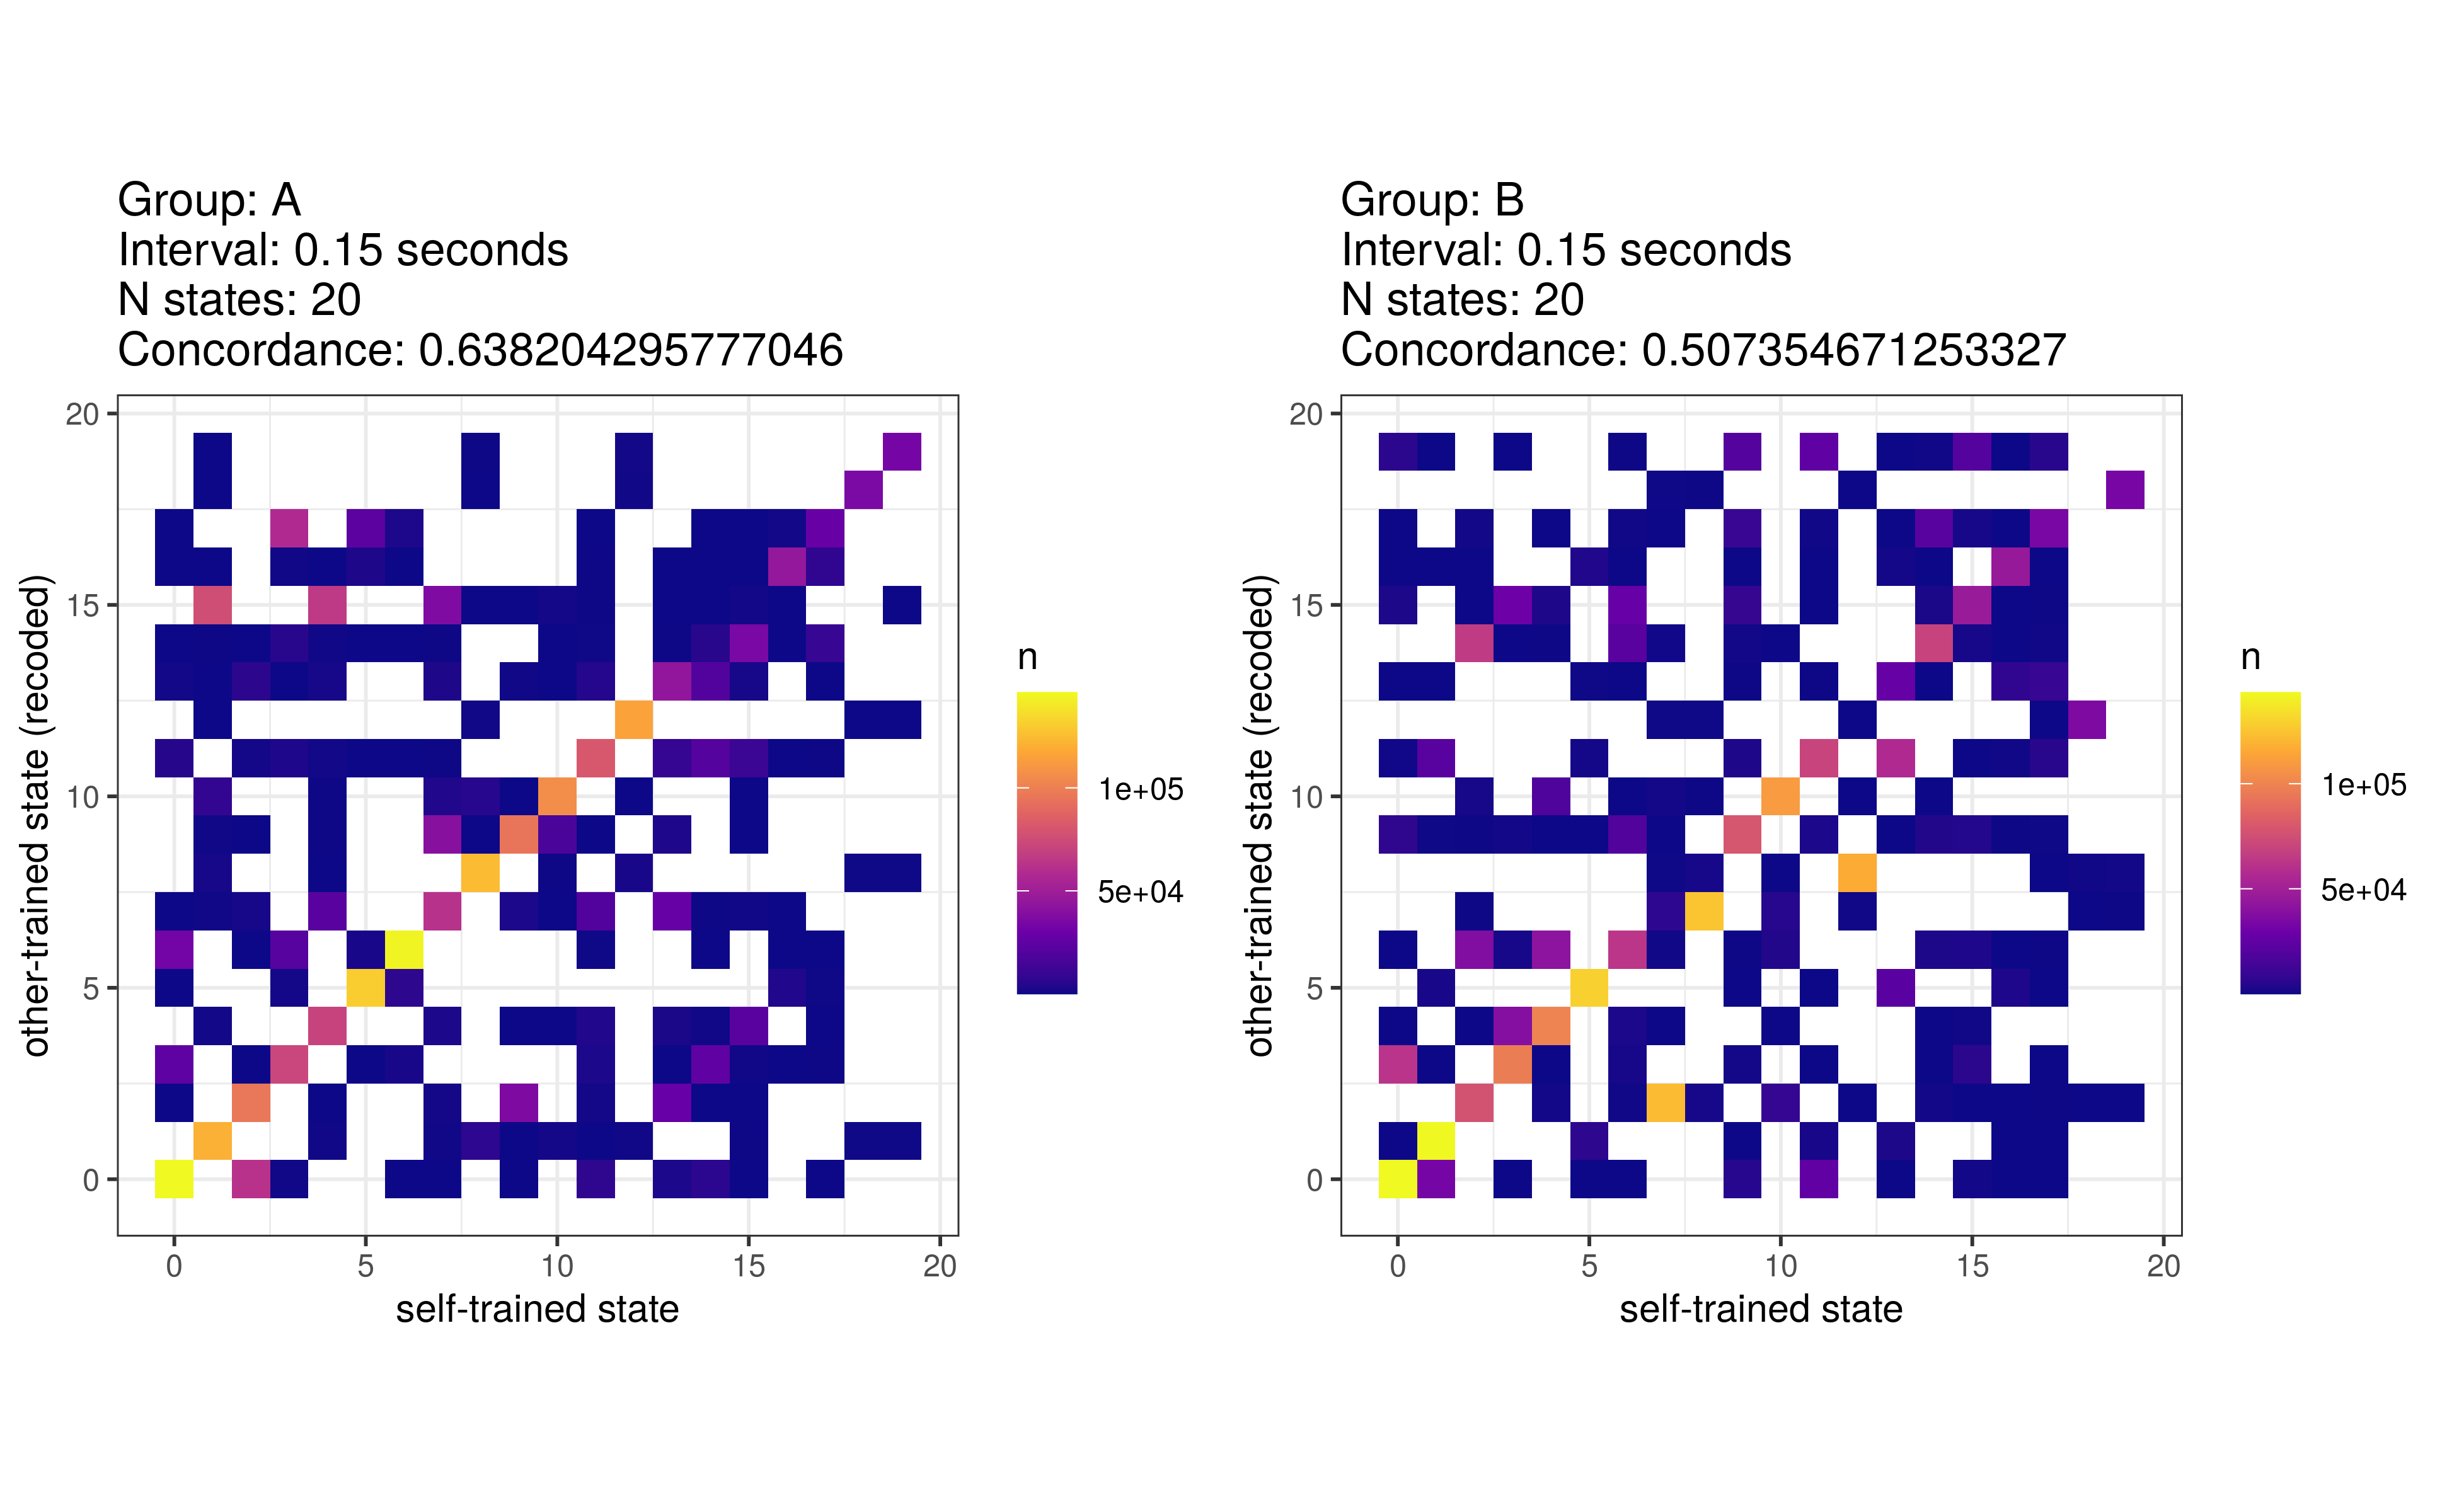 Group: A
Interval: 0.15 seconds
N states: 20
Concordance: 0.638204295777046
20
15
10
5
0
other-trained state (recoded)
0 5 10 15 20
self-trained state
n
1e+05
5e+04
Group: B
Interval: 0.15 seconds
N states: 20
Concordance: 0.507354671253327
20
15
10
5
0
other-trained state (recoded)
0 5 10 15 20
self-trained state
n
1e+05
5e+04